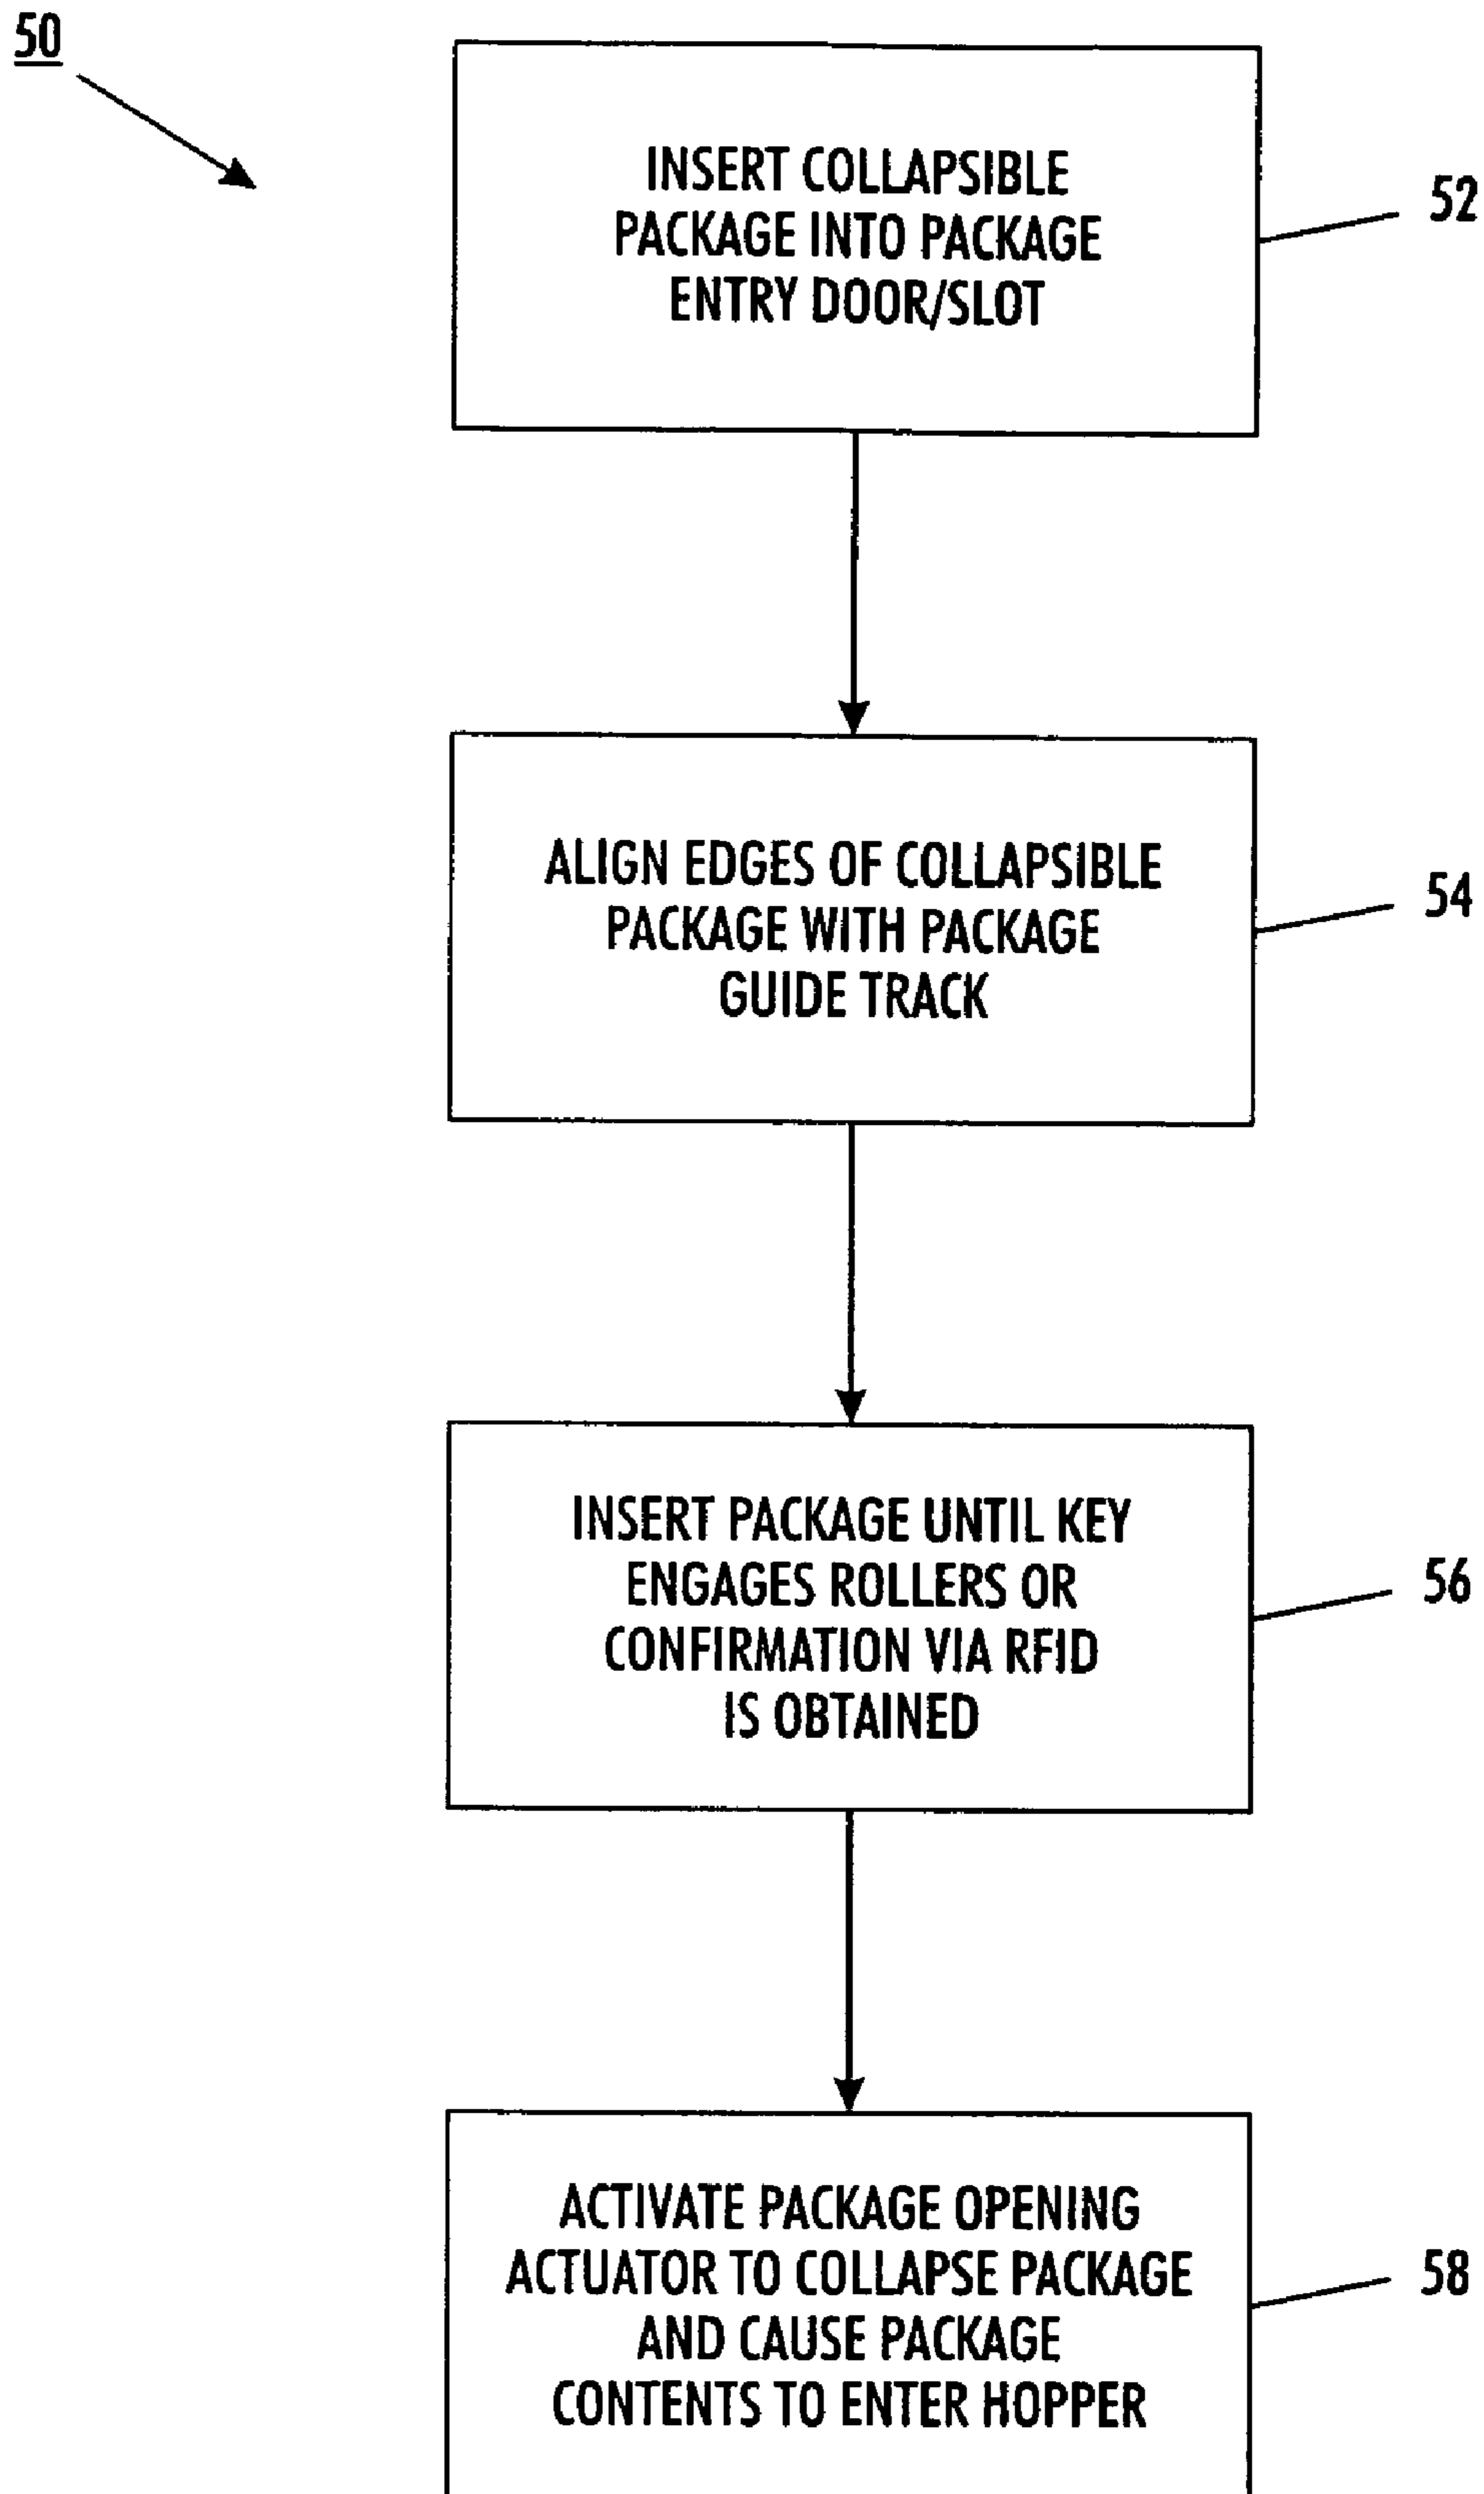 50
INSERT COLLAPSIBLE
PACKAGE INTO PACKAGE
ENTRY DOOR/SLOT
52
ALIGN EDGES OF COLLAPSIBLE
PACKAGE WITH PACKAGE
GUIDE TRACK
54
INSERT PACKAGE UNTIL KEY
ENGAGES ROLLERS OR
CONFIRMATION VIA RFID
IS OBTAINED
56
ACTIVATE PACKAGE OPENING
ACTUATOR TO COLLAPSE PACKAGE
AND CAUSE PACKAGE
CONTENTS TO ENTER HOPPER
58